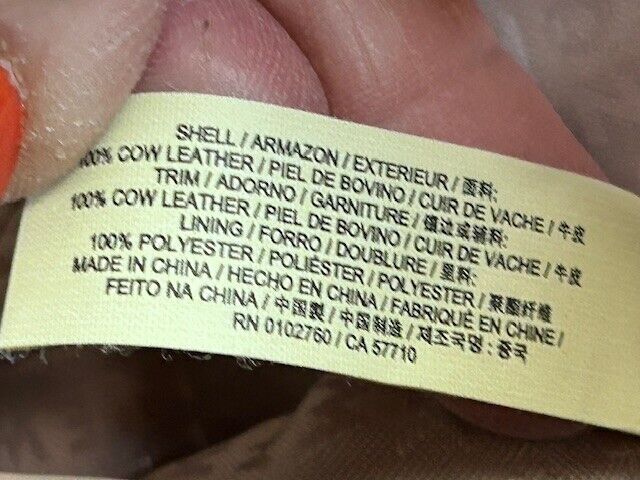 SHELL / ARMAZON / EXTERIEUR / 面料:
100% COW LEATHER / PIEL DE BOVINO / CUIR DE VACHE / 牛皮
TRIM / ADORNO / GARNITURE / 镶边或辅料:
100% COW LEATHER / PIEL DE BOVINO / CUIR DE VACHE / 牛皮
LINING / FORRO / DOUBLURE / 里料:
100% POLYESTER / POLIÉSTER / POLYESTER / 聚酯纤维
MADE IN CHINA / HECHO EN CHINA / FABRIQUÉ EN CHINE /
FEITO NA CHINA / 中国製 / 中国制造 / 제조국명 : 중국
RN 0102760 / CA 57710